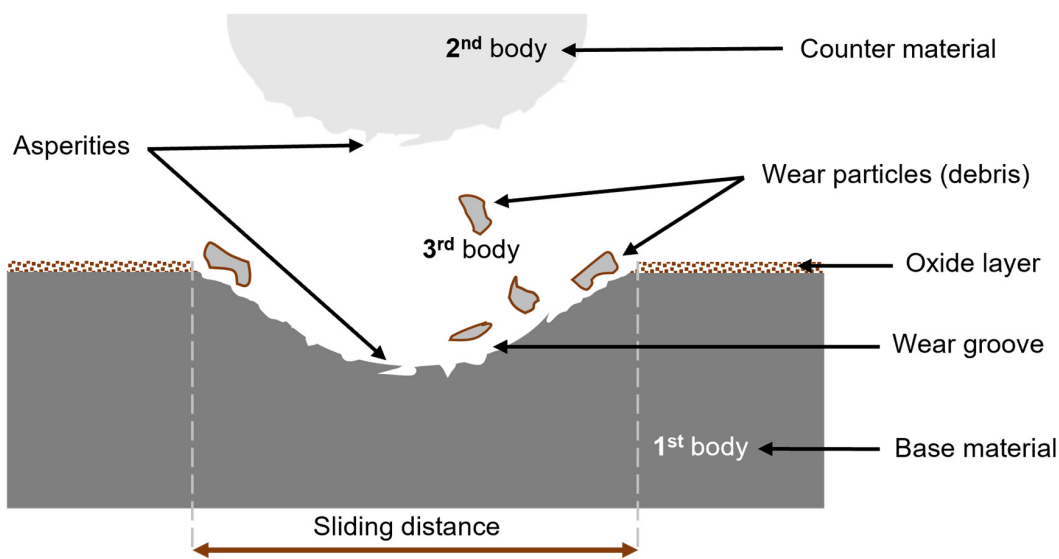 2nd body
Counter material
Asperities
Wear particles (debris)
3rd body
Oxide layer
Wear groove
1st body
Base material
Sliding distance